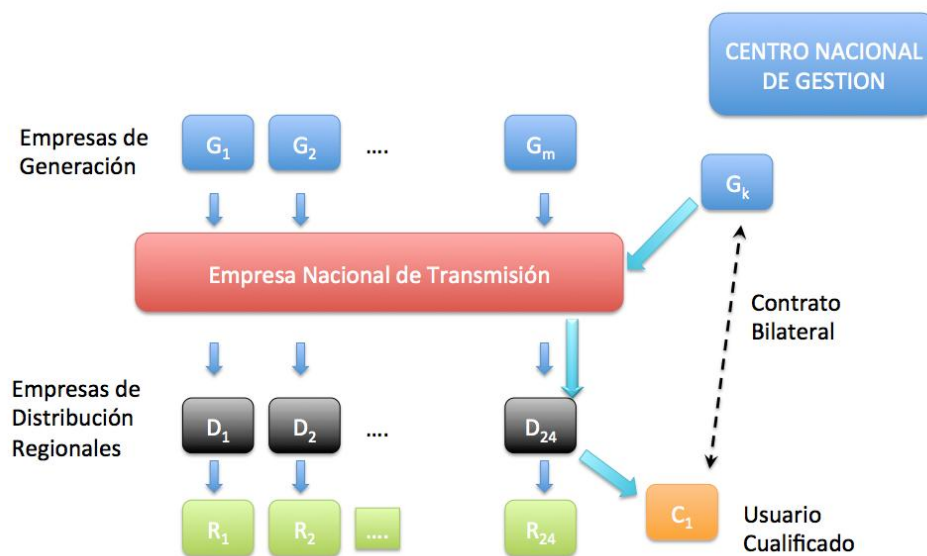 CENTRO NACIONAL
DE GESTION
Empresas de
Generación
G1 G2 .... Gm
Gk
Empresa Nacional de Transmisión
Contrato
Bilateral
Empresas de
Distribución
Regionales
D1 D2 .... D24
R1 R2 .... R24
C1
Usuario
Cualificado